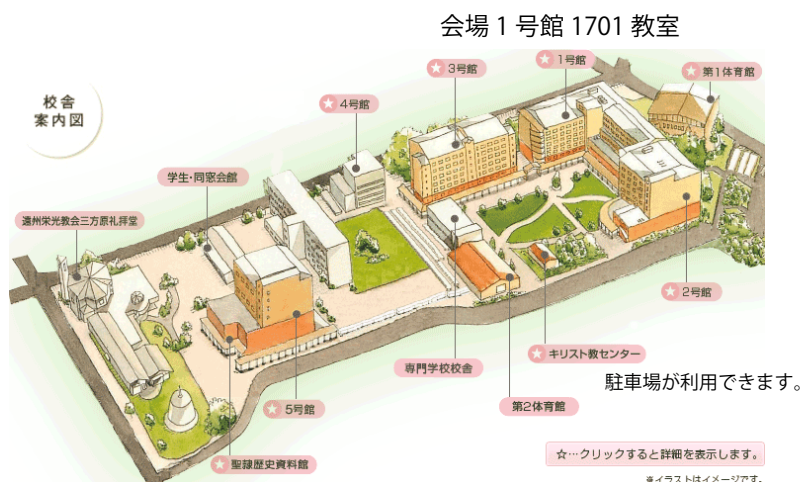 会場 1 号館 1701 教室
校舎
案内図
★ 3号館
★ 1号館
★ 第1体育館
★ 4号館
学生・同窓会館
遠州栄光教会三方原礼拝堂
★ 2号館
★ キリスト教センター
専門学校校舎
駐車場が利用できます。
第2体育館
★ 5号館
☆…クリックすると詳細を表示します。
★ 聖隷歴史資料館
※イラストはイメージです。